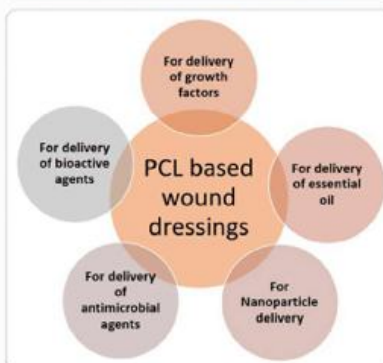 For delivery
of growth
factors
For delivery
of bioactive
agents
PCL based
wound
dressings
For delivery
of essential
oil
For delivery
of
antimicrobial
agents
For
Nanoparticle
delivery